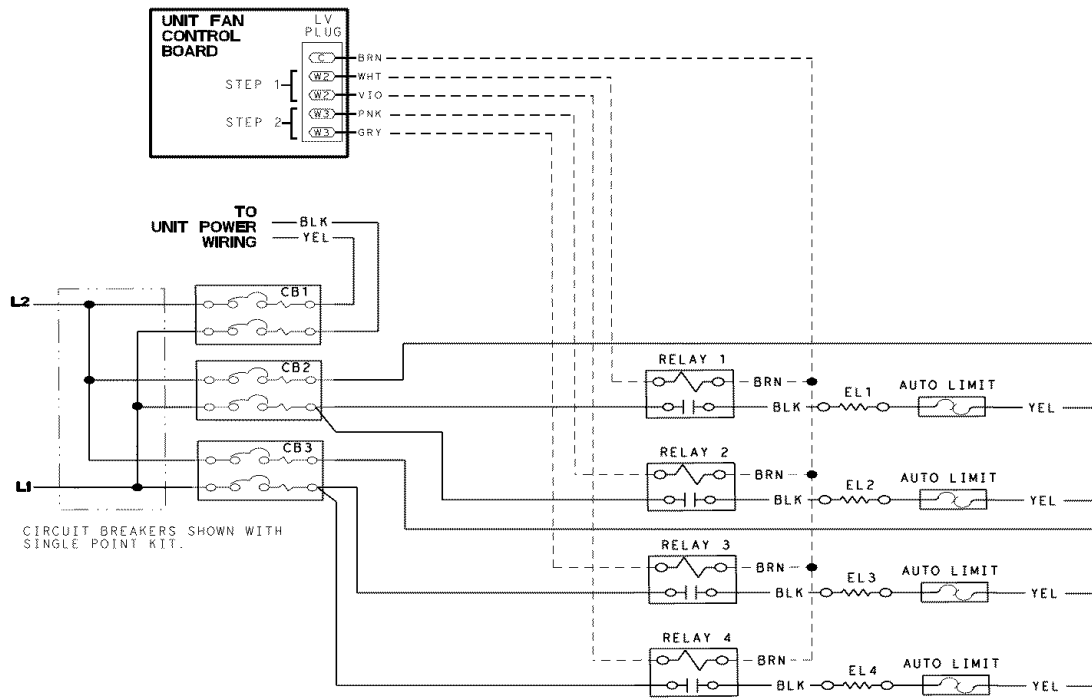 UNIT FAN
CONTROL
BOARD
LV
PLUG
C BRN
W2 WHT
STEP 1
W2 VIO
W3 PNK
STEP 2
W3 GRY
TO
UNIT POWER
WIRING
BLK
YEL
L2
CB1
CB2
CB3
L1
CIRCUIT BREAKERS SHOWN WITH
SINGLE POINT KIT.
RELAY 1
BRN
BLK
EL1
AUTO LIMIT
YEL
RELAY 2
BRN
BLK
EL2
AUTO LIMIT
YEL
RELAY 3
BRN
BLK
EL3
AUTO LIMIT
YEL
RELAY 4
BRN
BLK
EL4
AUTO LIMIT
YEL